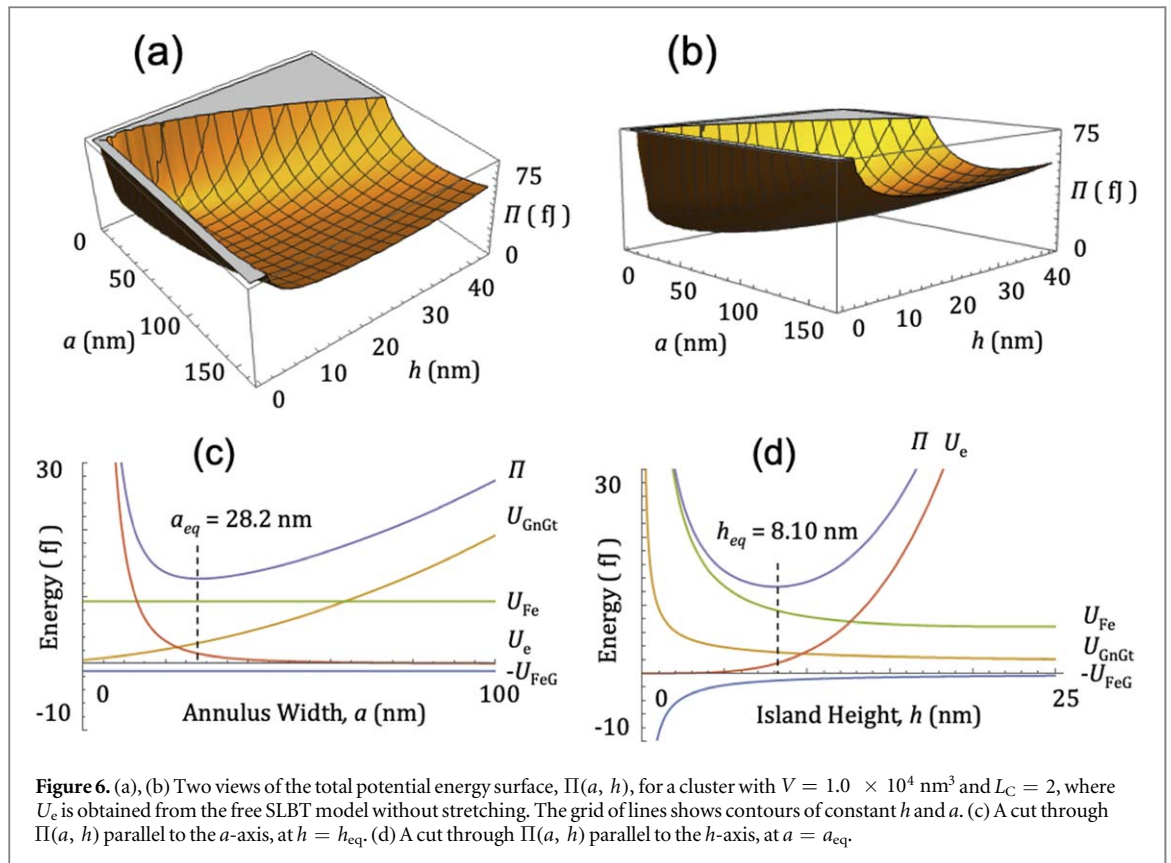 (a)
(b)
75
Π ( fJ )
0
0
50
100
150
a (nm)
0
10
20
30
40
h (nm)
75
Π ( fJ )
0
0
50
100
150
a (nm)
0
10
20
30
40
h (nm)
(c)
30
-10
Energy ( fJ )
a_eq = 28.2 nm
Π
U_GnGt
U_Fe
U_e
-U_FeG
0
100
Annulus Width, a (nm)
(d)
Π U_e
30
-10
Energy ( fJ )
h_eq = 8.10 nm
U_Fe
U_GnGt
-U_FeG
0
25
Island Height, h (nm)
Figure 6. (a), (b) Two views of the total potential energy surface, Π(a, h), for a cluster with V = 1.0 × 10⁴ nm³ and L_C = 2, where
U_e is obtained from the free SLBT model without stretching. The grid of lines shows contours of constant h and a. (c) A cut through
Π(a, h) parallel to the a-axis, at h = h_eq. (d) A cut through Π(a, h) parallel to the h-axis, at a = a_eq.